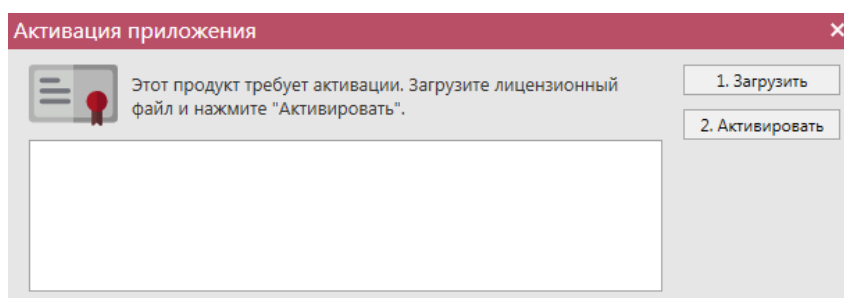 Активация приложения
Этот продукт требует активации. Загрузите лицензионный
файл и нажмите "Активировать".
1. Загрузить
2. Активировать